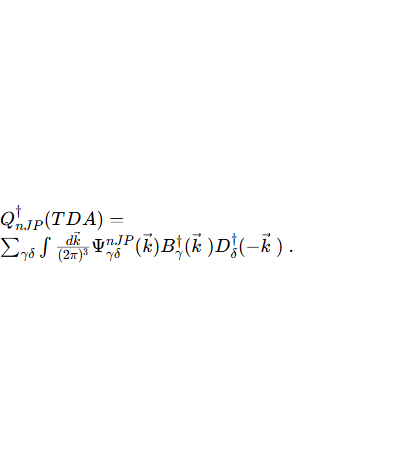 $Q^{\dagger}_{nJP}(TDA) =$
$\sum_{\gamma\delta} \int \frac{d\vec{k}}{(2\pi)^3} \Psi^{nJP}_{\gamma\delta}(\vec{k}) B^{\dagger}_{\gamma}(\vec{k}\ ) D^{\dagger}_{\delta}(-\vec{k}\ )\ .$